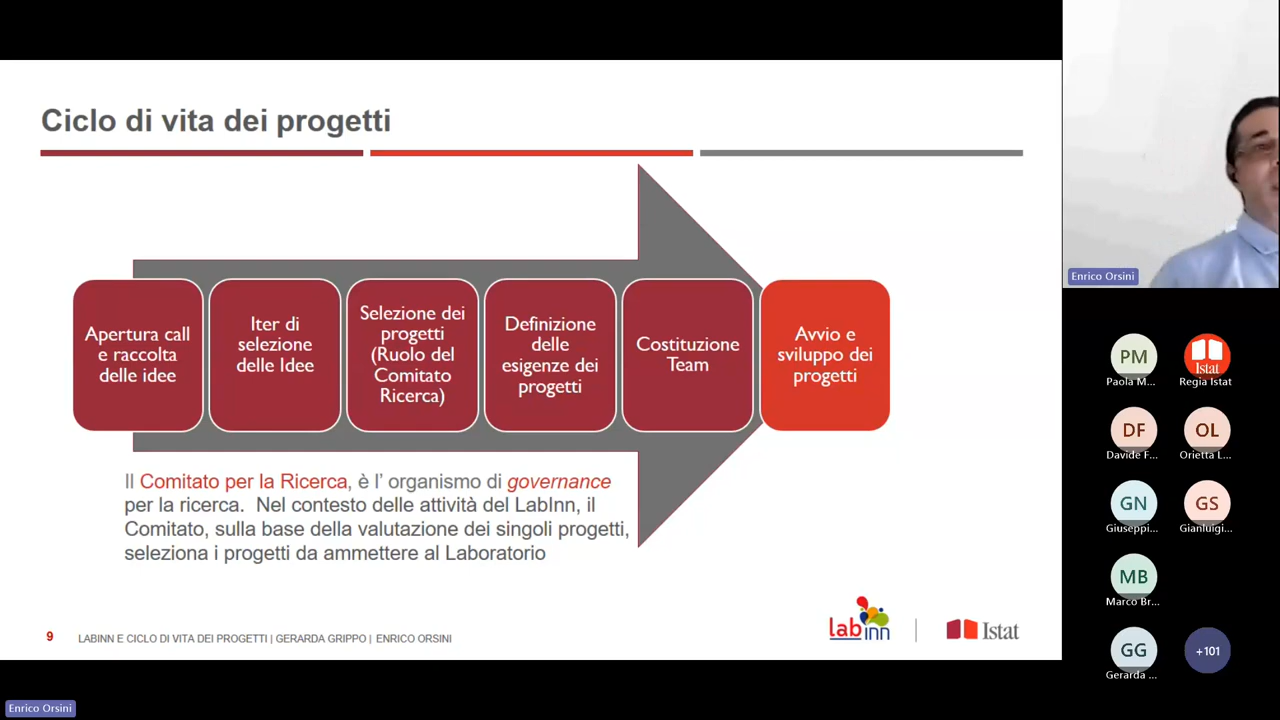 Ciclo di vita dei progetti
Apertura call
e raccolta
delle idee
Iter di
selezione
delle Idee
Selezione dei
progetti
(Ruolo del
Comitato
Ricerca)
Definizione
delle
esigenze dei
progetti
Costituzione
Team
Avvio e
sviluppo dei
progetti
Il Comitato per la Ricerca, è l' organismo di governance
per la ricerca. Nel contesto delle attività del LabInn, il
Comitato, sulla base della valutazione dei singoli progetti,
seleziona i progetti da ammettere al Laboratorio
9
LABINN E CICLO DI VITA DEI PROGETTI | GERARDA GRIPPO | ENRICO ORSINI
labinn
Istat
Enrico Orsini
PM
Paola M...
Istat
Regia Istat
DF
Davide F...
OL
Orietta L...
GN
Giuseppi...
GS
Gianluigi...
MB
Marco Br...
GG
Gerarda ...
+101
Enrico Orsini